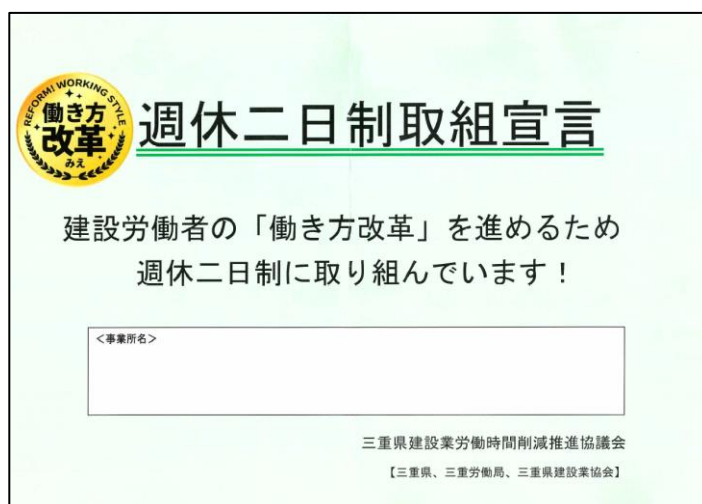 REFORM! WORKING STYLE
働き方
改革
みえ
週休二日制取組宣言
建設労働者の「働き方改革」を進めるため
週休二日制に取り組んでいます！
＜事業所名＞
三重県建設業労働時間削減推進協議会
【三重県、三重労働局、三重県建設業協会】